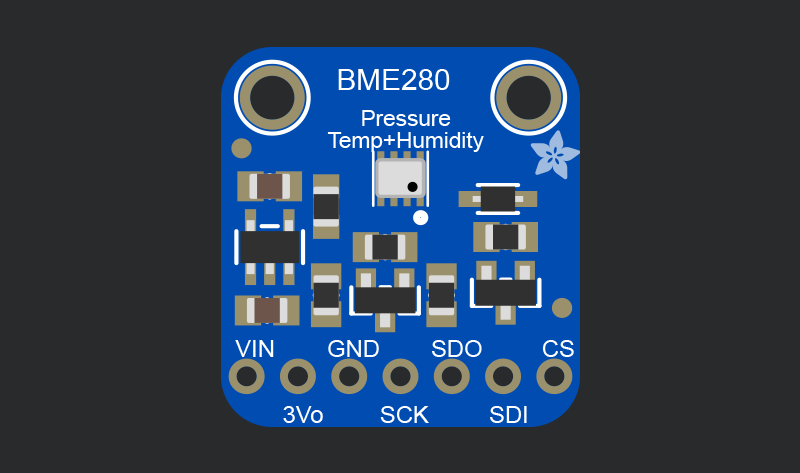 BME280
Pressure
Temp+Humidity
VIN GND SDO CS
3Vo SCK SDI